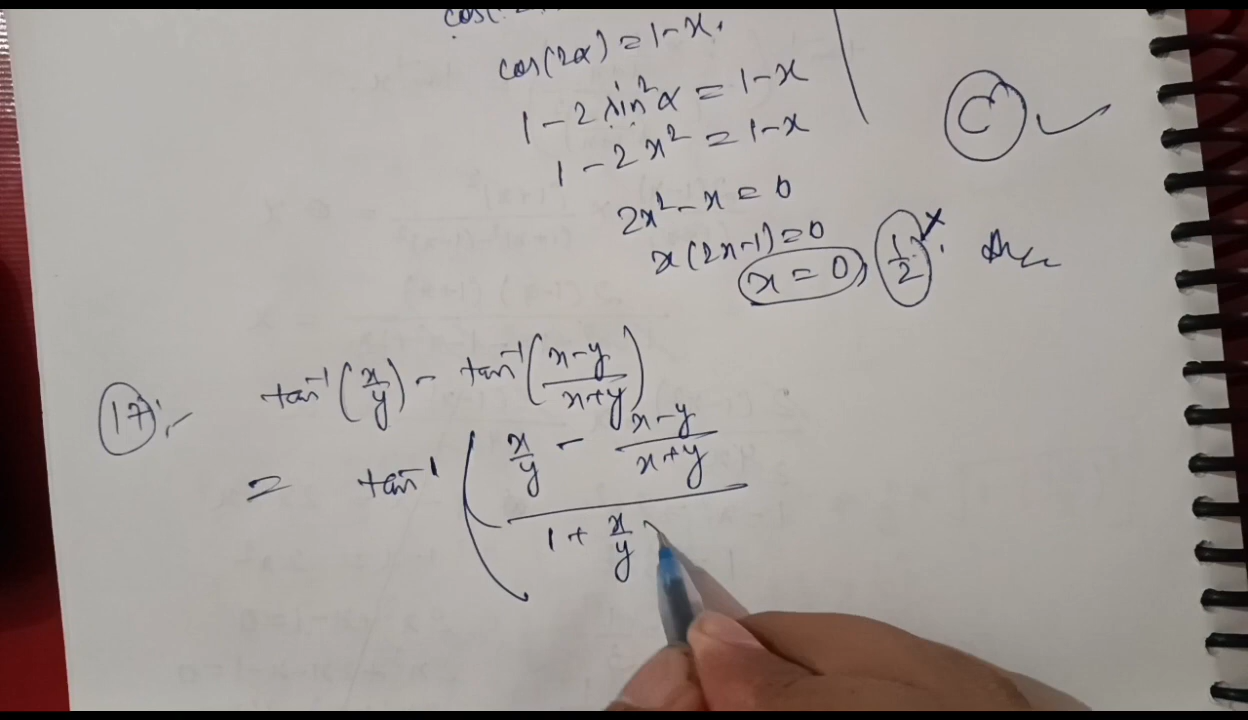 cos(2α) = 1-x.
1 - 2 sin²α = 1-x
1 - 2x² = 1-x
2x² - x = 0
x(2x-1) = 0
x = 0, 1/2 ×.
C ✓
17:- tan⁻¹(x/y) - tan⁻¹((x-y)/(x+y))
= tan⁻¹( (x/y - (x-y)/(x+y)) / (1 + x/y